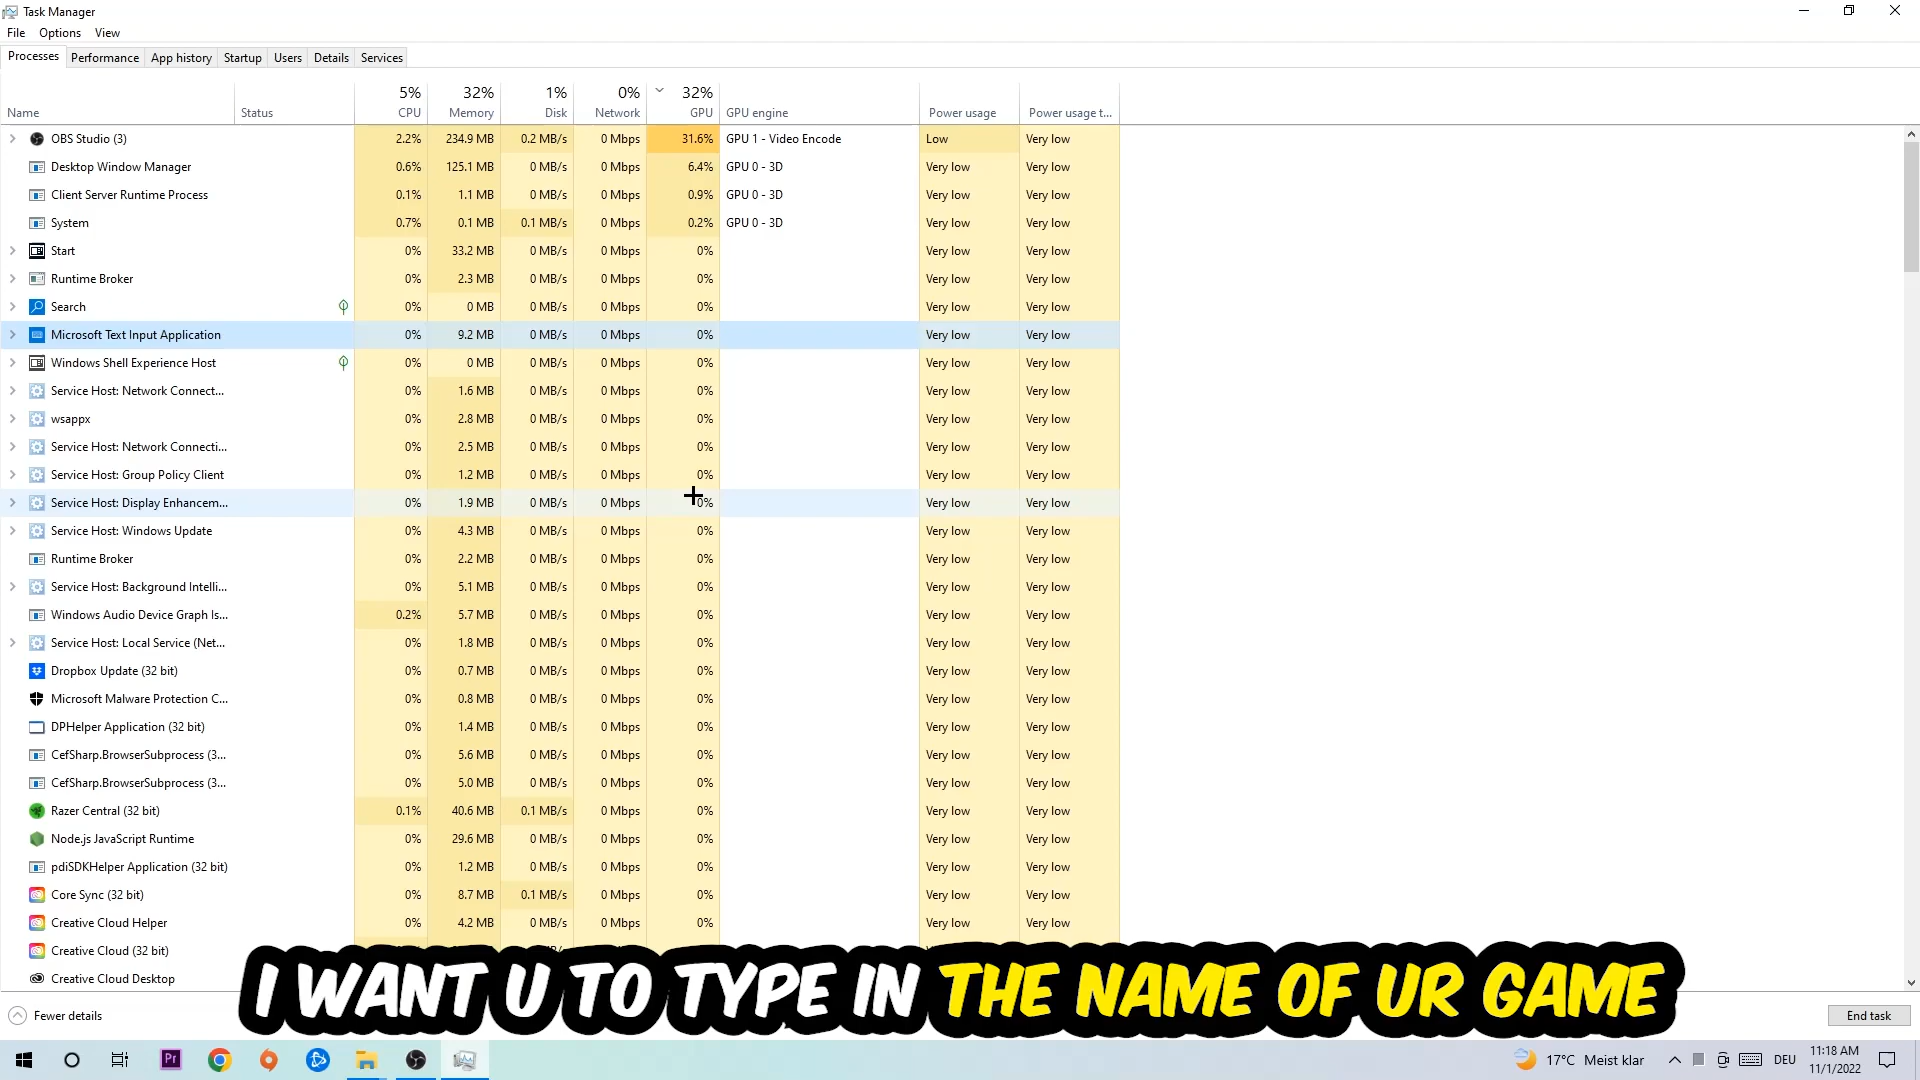 Task Manager
File Options View
Processes Performance App history Startup Users Details Services
5% 32% 1% 0% 32%
Name Status CPU Memory Disk Network GPU GPU engine Power usage Power usage t...
OBS Studio (3) 2.2% 234.9 MB 0.2 MB/s 0 Mbps 31.6% GPU 1 - Video Encode Low Very low
Desktop Window Manager 0.6% 125.1 MB 0 MB/s 0 Mbps 6.4% GPU 0 - 3D Very low Very low
Client Server Runtime Process 0.1% 1.1 MB 0 MB/s 0 Mbps 0.9% GPU 0 - 3D Very low Very low
System 0.7% 0.1 MB 0.1 MB/s 0 Mbps 0.2% GPU 0 - 3D Very low Very low
Start 0% 33.2 MB 0 MB/s 0 Mbps 0% Very low Very low
Runtime Broker 0% 2.3 MB 0 MB/s 0 Mbps 0% Very low Very low
Search 0% 0 MB 0 MB/s 0 Mbps 0% Very low Very low
Microsoft Text Input Application 0% 9.2 MB 0 MB/s 0 Mbps 0% Very low Very low
Windows Shell Experience Host 0% 0 MB 0 MB/s 0 Mbps 0% Very low Very low
Service Host: Network Connect... 0% 1.6 MB 0 MB/s 0 Mbps 0% Very low Very low
wsappx 0% 2.8 MB 0 MB/s 0 Mbps 0% Very low Very low
Service Host: Network Connecti... 0% 2.5 MB 0 MB/s 0 Mbps 0% Very low Very low
Service Host: Group Policy Client 0% 1.2 MB 0 MB/s 0 Mbps 0% Very low Very low
Service Host: Display Enhancem... 0% 1.9 MB 0 MB/s 0 Mbps 0% Very low Very low
Service Host: Windows Update 0% 4.3 MB 0 MB/s 0 Mbps 0% Very low Very low
Runtime Broker 0% 2.2 MB 0 MB/s 0 Mbps 0% Very low Very low
Service Host: Background Intelli... 0% 5.1 MB 0 MB/s 0 Mbps 0% Very low Very low
Windows Audio Device Graph Is... 0.2% 5.7 MB 0 MB/s 0 Mbps 0% Very low Very low
Service Host: Local Service (Net... 0% 1.8 MB 0 MB/s 0 Mbps 0% Very low Very low
Dropbox Update (32 bit) 0% 0.7 MB 0 MB/s 0 Mbps 0% Very low Very low
Microsoft Malware Protection C... 0% 0.8 MB 0 MB/s 0 Mbps 0% Very low Very low
DPHelper Application (32 bit) 0% 1.4 MB 0 MB/s 0 Mbps 0% Very low Very low
CefSharp.BrowserSubprocess (3... 0% 5.6 MB 0 MB/s 0 Mbps 0% Very low Very low
CefSharp.BrowserSubprocess (3... 0% 5.0 MB 0 MB/s 0 Mbps 0% Very low Very low
Razer Central (32 bit) 0.1% 40.6 MB 0.1 MB/s 0 Mbps 0% Very low Very low
Node.js JavaScript Runtime 0% 29.6 MB 0 MB/s 0 Mbps 0% Very low Very low
pdiSDKHelper Application (32 bit) 0% 1.2 MB 0 MB/s 0 Mbps 0% Very low Very low
Core Sync (32 bit) 0% 8.7 MB 0.1 MB/s 0 Mbps 0% Very low Very low
Creative Cloud Helper 0% 4.2 MB 0 MB/s 0 Mbps 0% Very low Very low
Creative Cloud (32 bit)
Creative Cloud Desktop
I WANT U TO TYPE IN THE NAME OF UR GAME
Fewer details End task
Pr 17°C Meist klar DEU 11:18 AM
11/1/2022